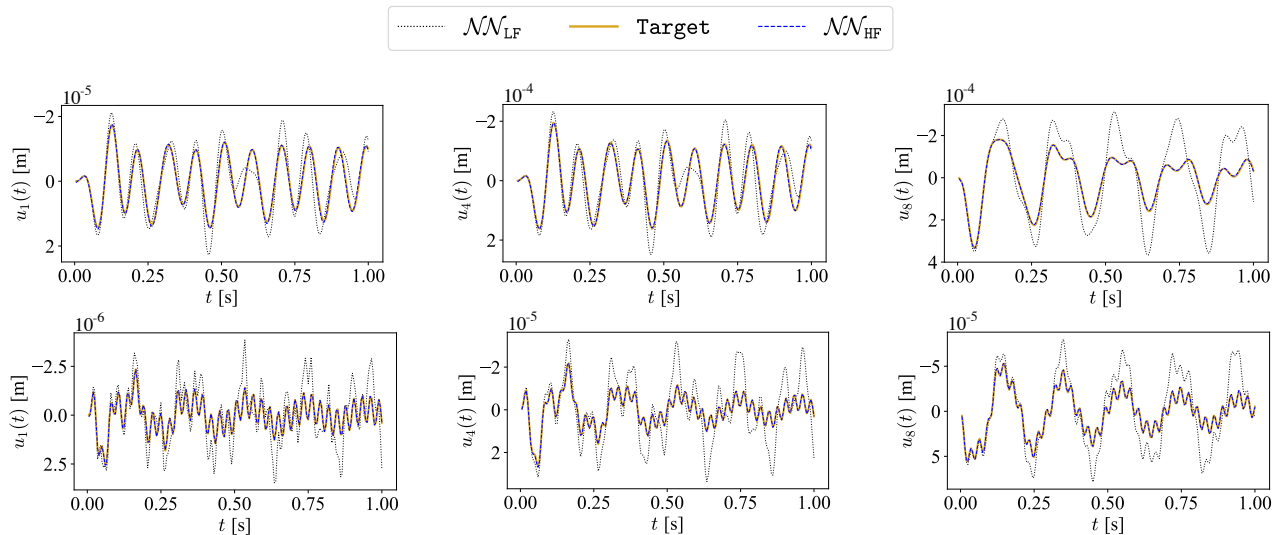 NN_LF Target NN_HF
10^-5 10^-4 10^-4
u_1(t) [m] −2 0 2
u_4(t) [m] −2 0 2
u_8(t) [m] −2 0 2 4
0.00 0.25 0.50 0.75 1.00
0.00 0.25 0.50 0.75 1.00
0.00 0.25 0.50 0.75 1.00
t [s] t [s] t [s]
10^-6 10^-5 10^-5
u_1(t) [m] −2.5 0.0 2.5
u_4(t) [m] −2 0 2
u_8(t) [m] −5 0 5
0.00 0.25 0.50 0.75 1.00
0.00 0.25 0.50 0.75 1.00
0.00 0.25 0.50 0.75 1.00
t [s] t [s] t [s]